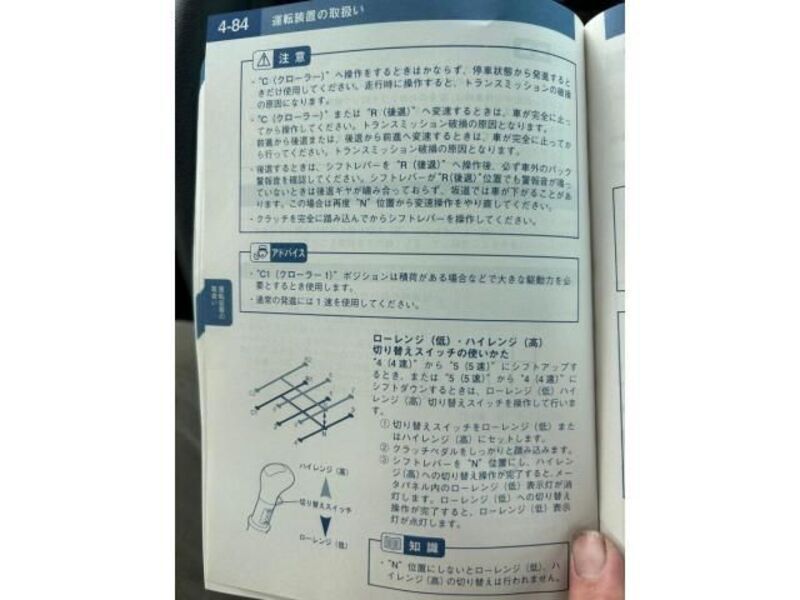 4-84 運転装置の取扱い
注意
・“C（クローラー）”へ操作をするときはかならず、停車状態から発進すると
きだけ使用してください。走行時に操作すると、トランスミッションの破損
の原因になります。
・“C（クローラー）”または“R（後退）”へ変速するときは、車が完全に止っ
てから操作してください。トランスミッション破損の原因となります。
前進から後退または、後退から前進へ変速するときは、車が完全に止ってか
ら行ってください。トランスミッション破損の原因となります。
・後退するときは、シフトレバーを“R（後退）”へ操作後、必ず車外のバック
警報音を確認してください。シフトレバーが“R（後退）”位置でも警報音が鳴っ
ていないときは後退ギヤが噛み合っておらず、坂道では車が下がることがあ
ります。この場合は再度“N”位置から変速操作をやり直してください。
・クラッチを完全に踏み込んでからシフトレバーを操作してください。
アドバイス
・“C1（クローラー1）”ポジションは積荷がある場合などで大きな駆動力を必
要とするとき使用します。
・通常の発進には1速を使用してください。
運転装置の
取扱い
ローレンジ（低）・ハイレンジ（高）
切り替えスイッチの使いかた
“4（4速）”から“5（5速）”にシフトアップす
るとき、または“5（5速）”から“4（4速）”に
シフトダウンするときは、ローレンジ（低）ハイ
レンジ（高）切り替えスイッチを操作して行いま
す。
① 切り替えスイッチをローレンジ（低）また
はハイレンジ（高）にセットします。
② クラッチペダルをしっかりと踏み込みます。
③ シフトレバーを“N”位置にし、ハイレン
ジ（高）への切り替え操作が完了すると、メー
タパネル内のローレンジ（低）表示灯が消
灯します。ローレンジ（低）への切り替え
操作が完了すると、ローレンジ（低）表示
灯が点灯します。
N
ハイレンジ（高）
切り替えスイッチ
ローレンジ（低）
知識
・“N”位置にしないとローレンジ（低）、ハ
イレンジ（高）の切り替えは行われません。